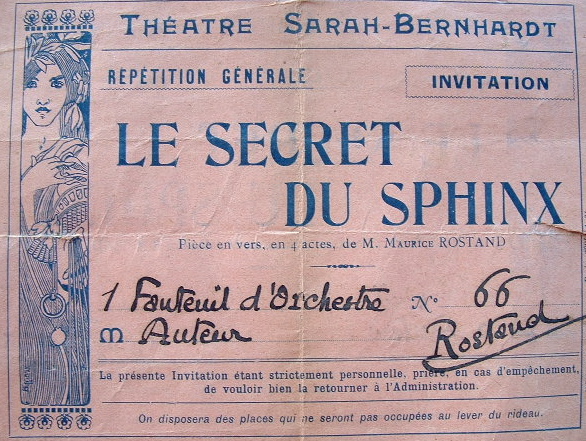 THÉATRE SARAH-BERNHARDT
RÉPÉTITION GÉNÉRALE
INVITATION
LE SECRET
DU SPHINX
Pièce en vers, en 4 actes, de M. MAURICE ROSTAND
1 Fauteuil d'Orchestre N° 66
M Auteur
Rostand
La présente Invitation étant strictement personnelle, prière, en cas d'empêchement,
de vouloir bien la retourner à l'Administration.
On disposera des places qui ne seront pas occupées au lever du rideau.